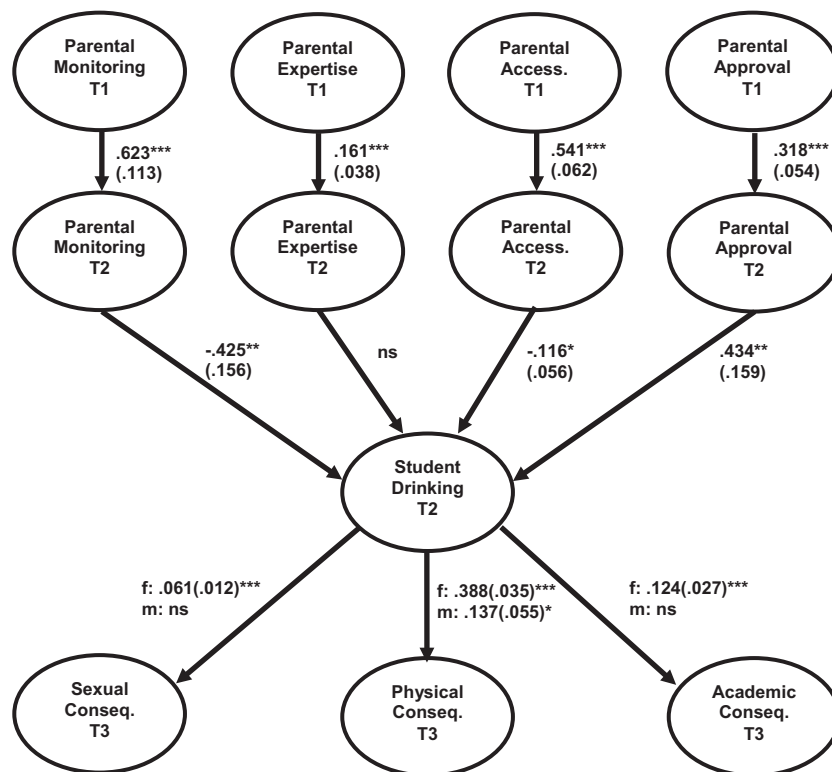 Parental
Monitoring
T1
Parental
Expertise
T1
Parental
Access.
T1
Parental
Approval
T1
.623***
(.113)
.161***
(.038)
.541***
(.062)
.318***
(.054)
Parental
Monitoring
T2
Parental
Expertise
T2
Parental
Access.
T2
Parental
Approval
T2
-.425**
(.156)
ns
-.116*
(.056)
.434**
(.159)
Student
Drinking
T2
f: .061(.012)***
m: ns
f: .388(.035)***
m: .137(.055)*
f: .124(.027)***
m: ns
Sexual
Conseq.
T3
Physical
Conseq.
T3
Academic
Conseq.
T3